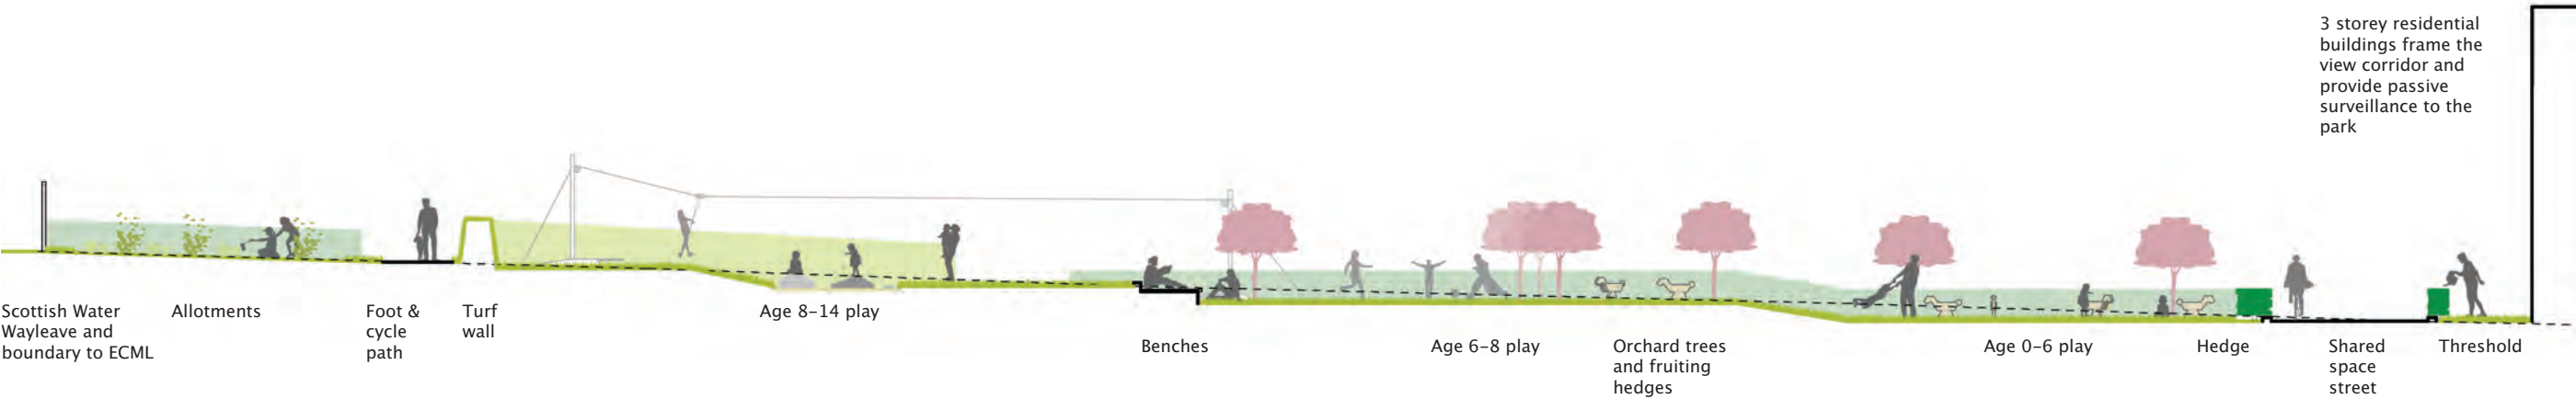 3 storey residential
buildings frame the
view corridor and
provide passive
surveillance to the
park
Scottish Water
Wayleave and
boundary to ECML
Allotments
Foot &
cycle
path
Turf
wall
Age 8–14 play
Benches
Age 6–8 play
Orchard trees
and fruiting
hedges
Age 0–6 play
Hedge
Shared
space
street
Threshold